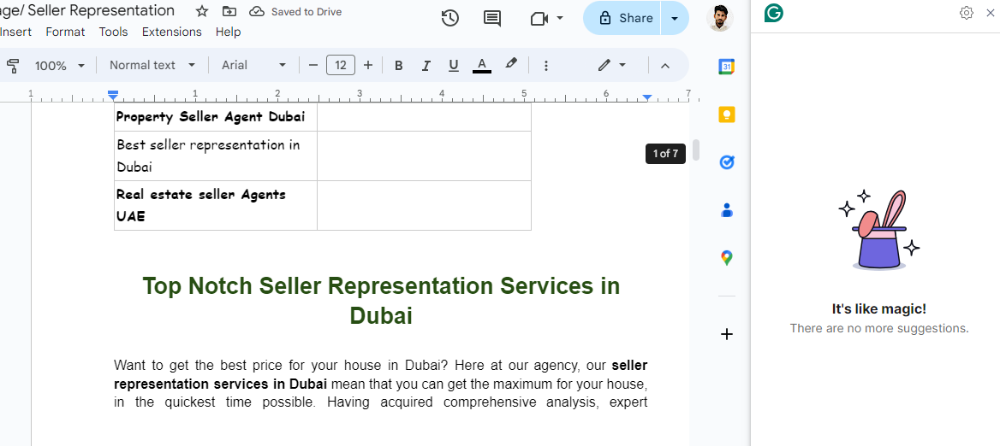 age/ Seller Representation
Saved to Drive
Share
Insert Format Tools Extensions Help
100% Normal text Arial 12 B I U A
1 1 2 3 4 5 6 7
31
Property Seller Agent Dubai
Best seller representation in
Dubai
1 of 7
Real estate seller Agents
UAE
Top Notch Seller Representation Services in
Dubai
Want to get the best price for your house in Dubai? Here at our agency, our seller
representation services in Dubai mean that you can get the maximum for your house,
in the quickest time possible. Having acquired comprehensive analysis, expert
It's like magic!
There are no more suggestions.